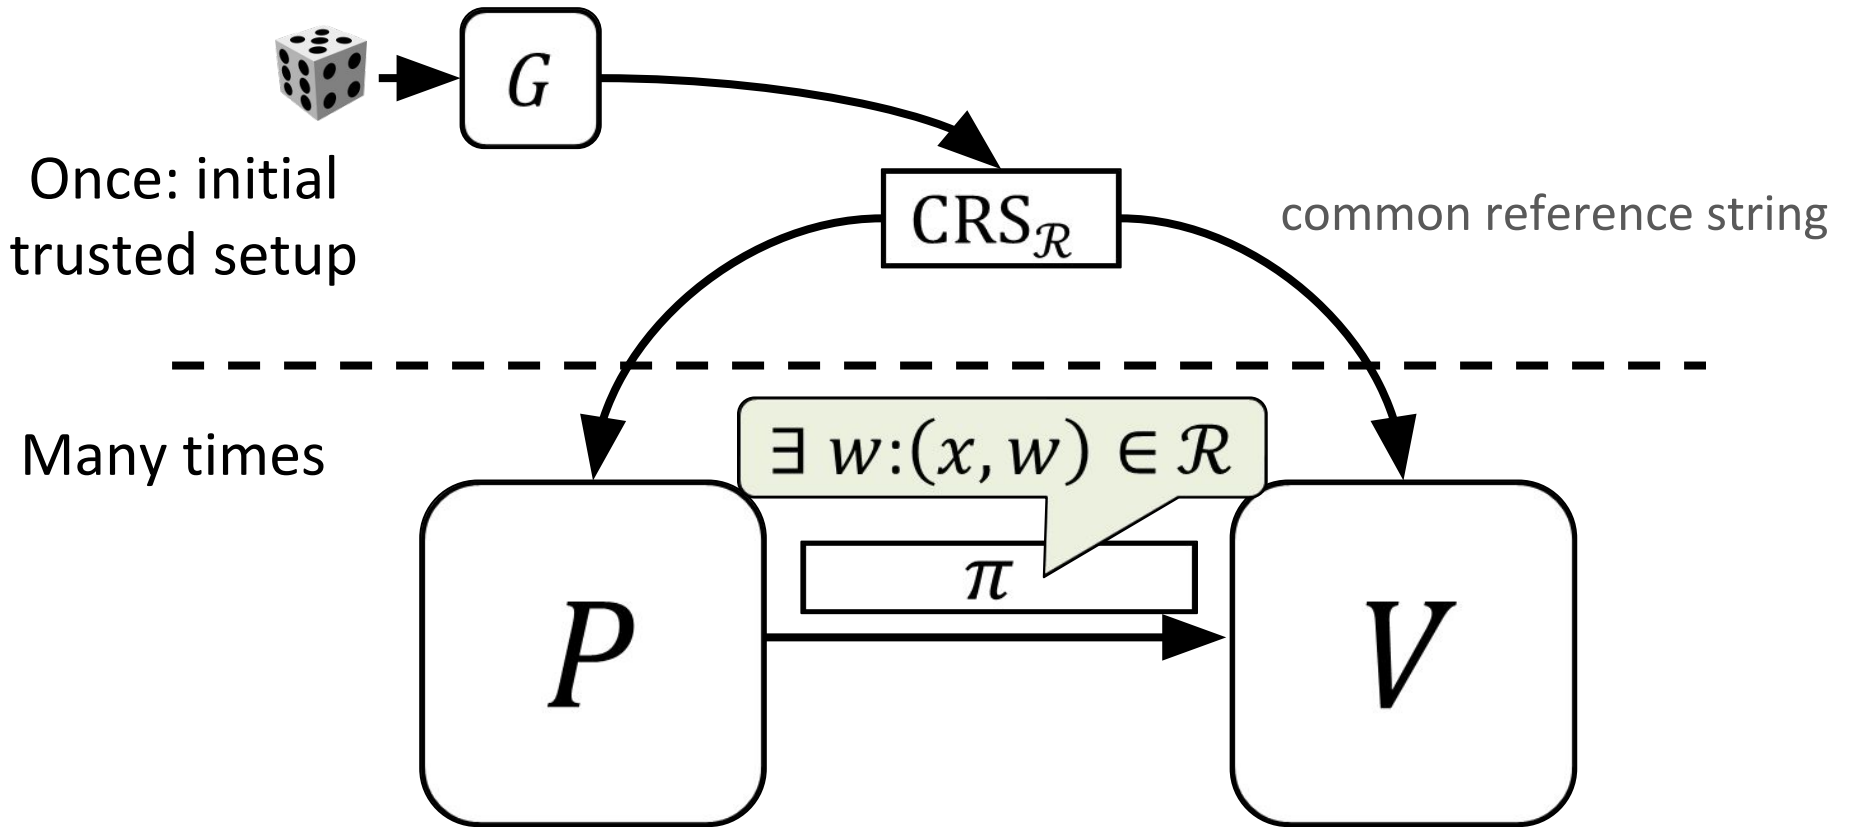 G
Once: initial
trusted setup
CRS_ℛ
common reference string
Many times
∃ w:(x, w) ∈ ℛ
π
P
V